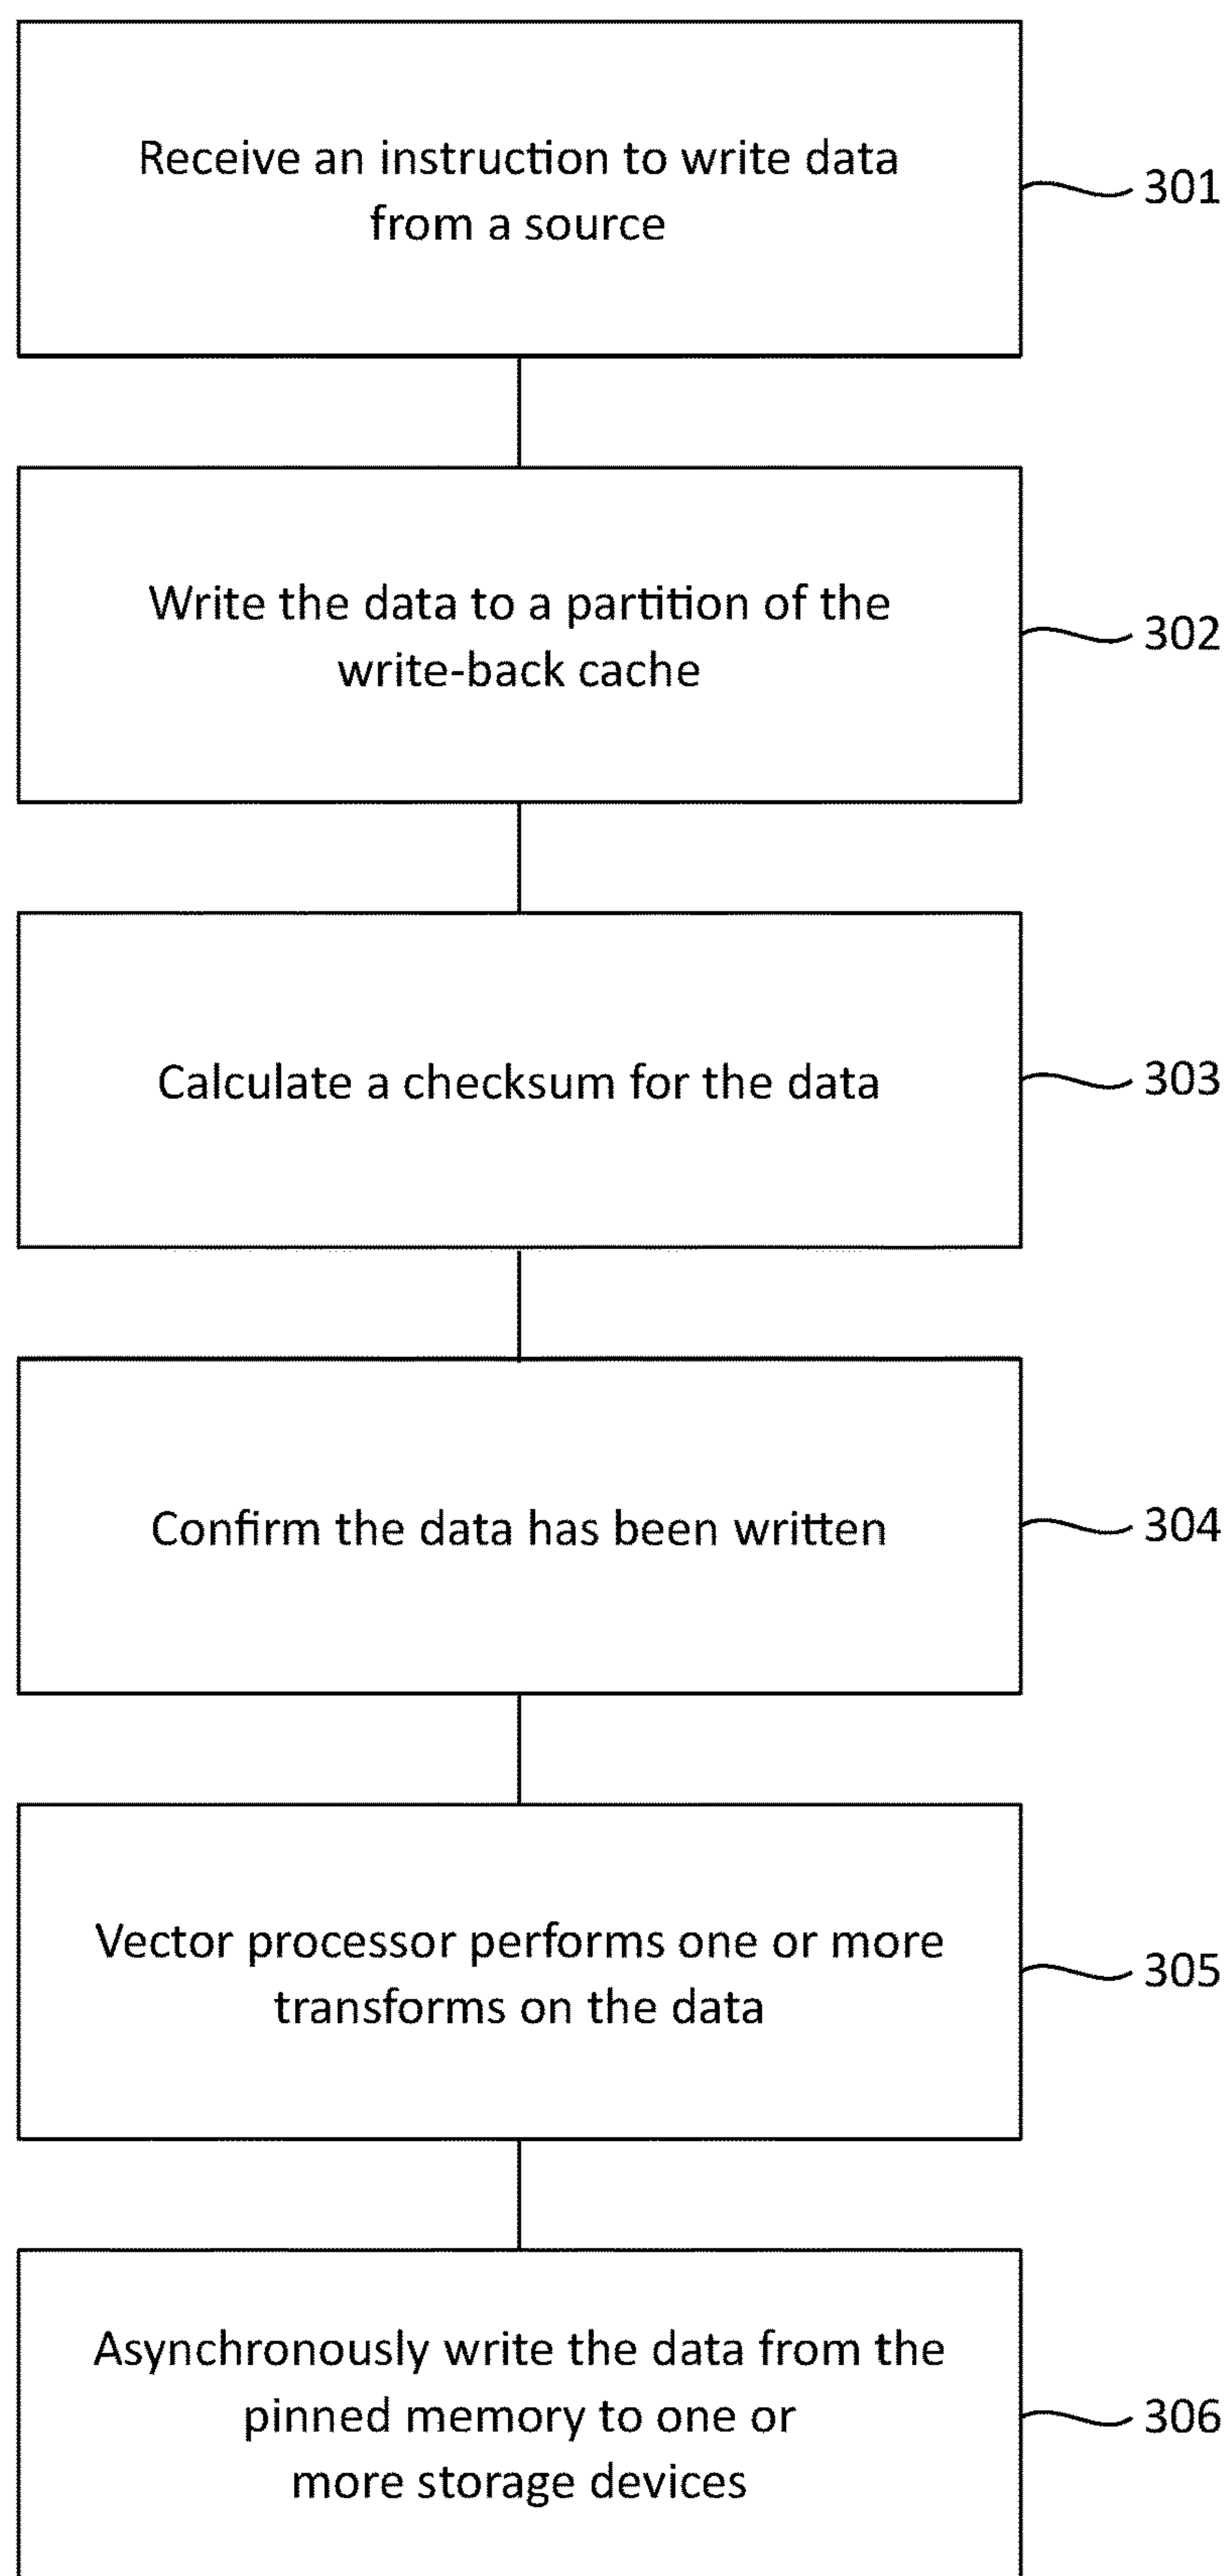 Receive an instruction to write data
from a source
301
Write the data to a partition of the
write-back cache
302
Calculate a checksum for the data
303
Confirm the data has been written
304
Vector processor performs one or more
transforms on the data
305
Asynchronously write the data from the
pinned memory to one or
more storage devices
306